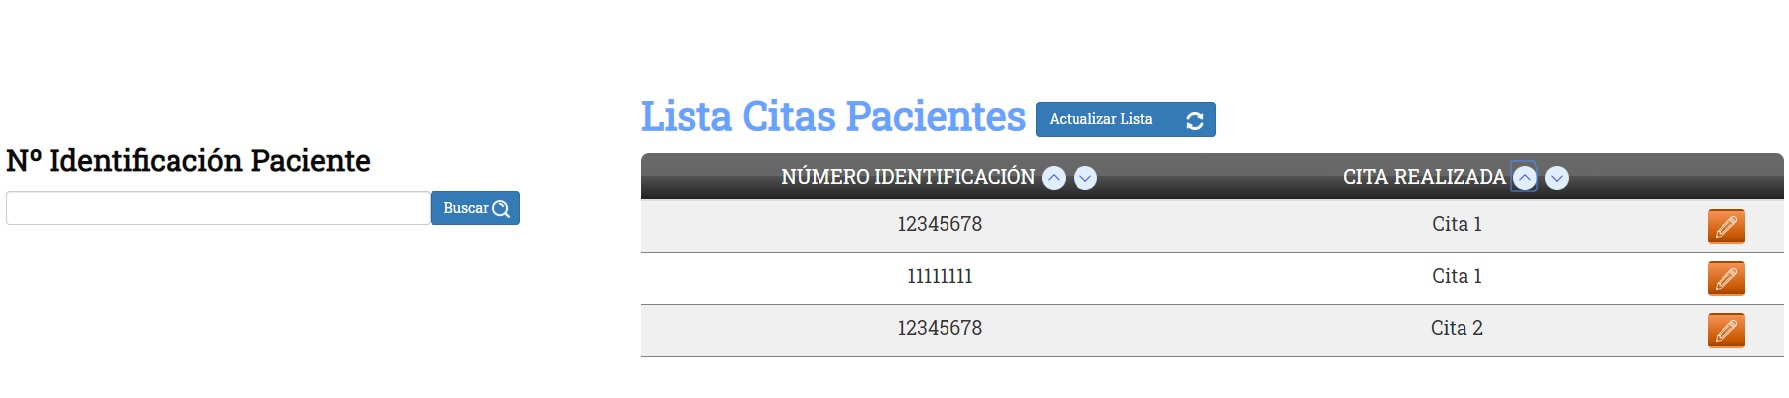 Nº Identificación Paciente
Buscar
Lista Citas Pacientes Actualizar Lista
NÚMERO IDENTIFICACIÓN CITA REALIZADA
12345678 Cita 1
11111111 Cita 1
12345678 Cita 2